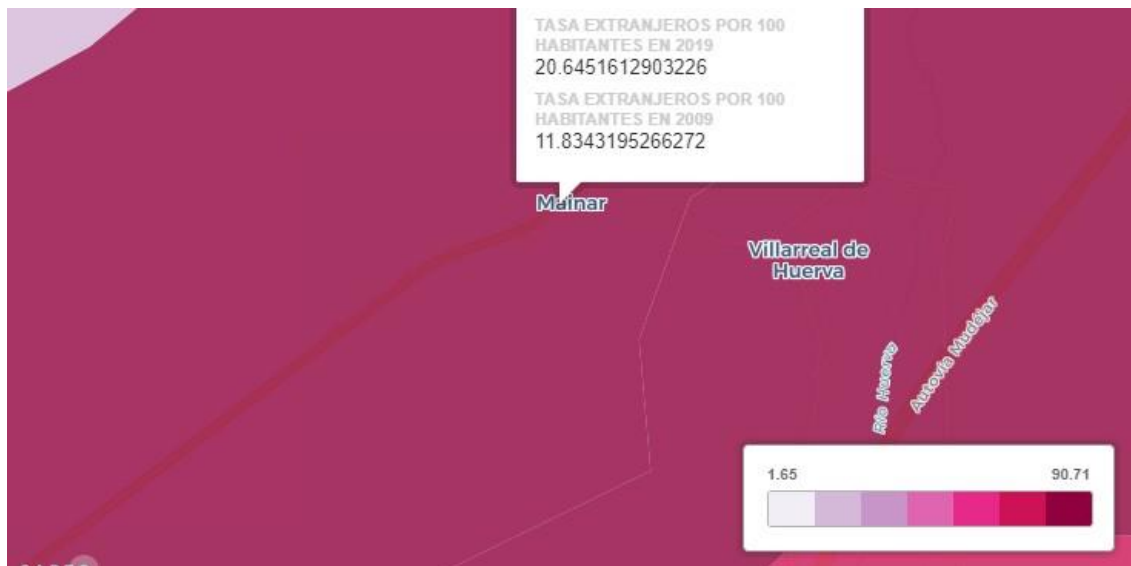 TASA EXTRANJEROS POR 100
HABITANTES EN 2019
20.6451612903226
TASA EXTRANJEROS POR 100
HABITANTES EN 2009
11.8343195266272
Mainar
Villarreal de
Huerva
Río Huerva
Autovía Mudéjar
1.65
90.71